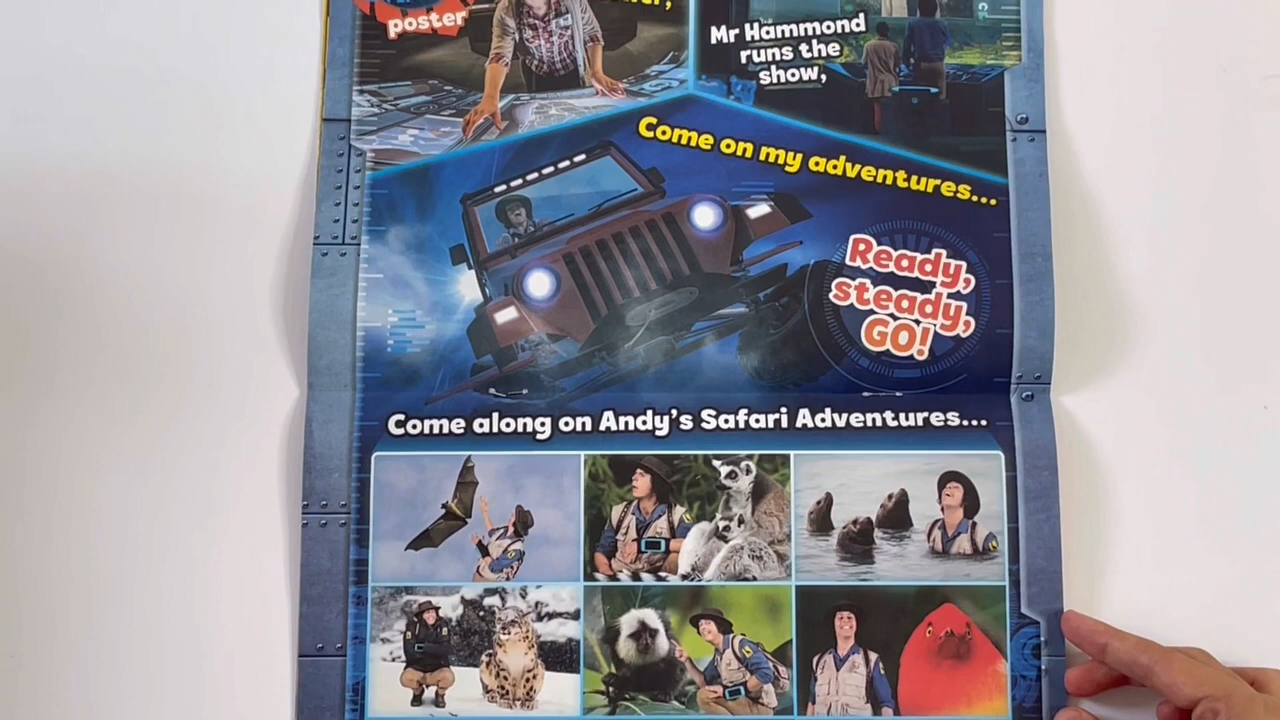 poster
Mr Hammond
runs the
show,
Come on my adventures...
Ready,
steady,
GO!
Come along on Andy's Safari Adventures...